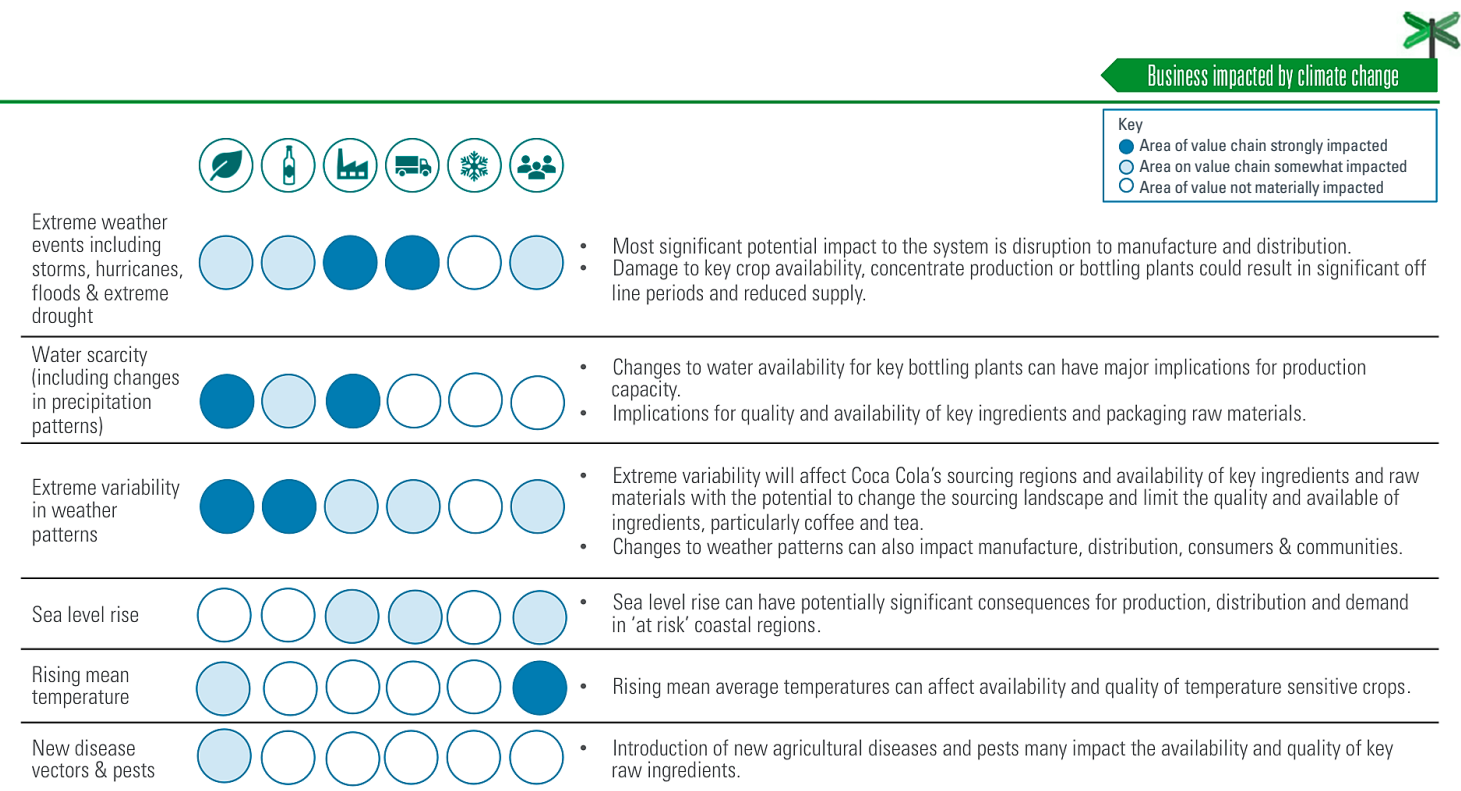 Business impacted by climate change
Key
Area of value chain strongly impacted
Area on value chain somewhat impacted
Area of value not materially impacted
Extreme weather
events including
storms, hurricanes,
floods & extreme
drought
• Most significant potential impact to the system is disruption to manufacture and distribution.
• Damage to key crop availability, concentrate production or bottling plants could result in significant off
line periods and reduced supply.
Water scarcity
(including changes
in precipitation
patterns)
• Changes to water availability for key bottling plants can have major implications for production
capacity.
• Implications for quality and availability of key ingredients and packaging raw materials.
Extreme variability
in weather
patterns
• Extreme variability will affect Coca Cola's sourcing regions and availability of key ingredients and raw
materials with the potential to change the sourcing landscape and limit the quality and available of
ingredients, particularly coffee and tea.
• Changes to weather patterns can also impact manufacture, distribution, consumers & communities.
Sea level rise
• Sea level rise can have potentially significant consequences for production, distribution and demand
in 'at risk' coastal regions.
Rising mean
temperature
• Rising mean average temperatures can affect availability and quality of temperature sensitive crops.
New disease
vectors & pests
• Introduction of new agricultural diseases and pests many impact the availability and quality of key
raw ingredients.